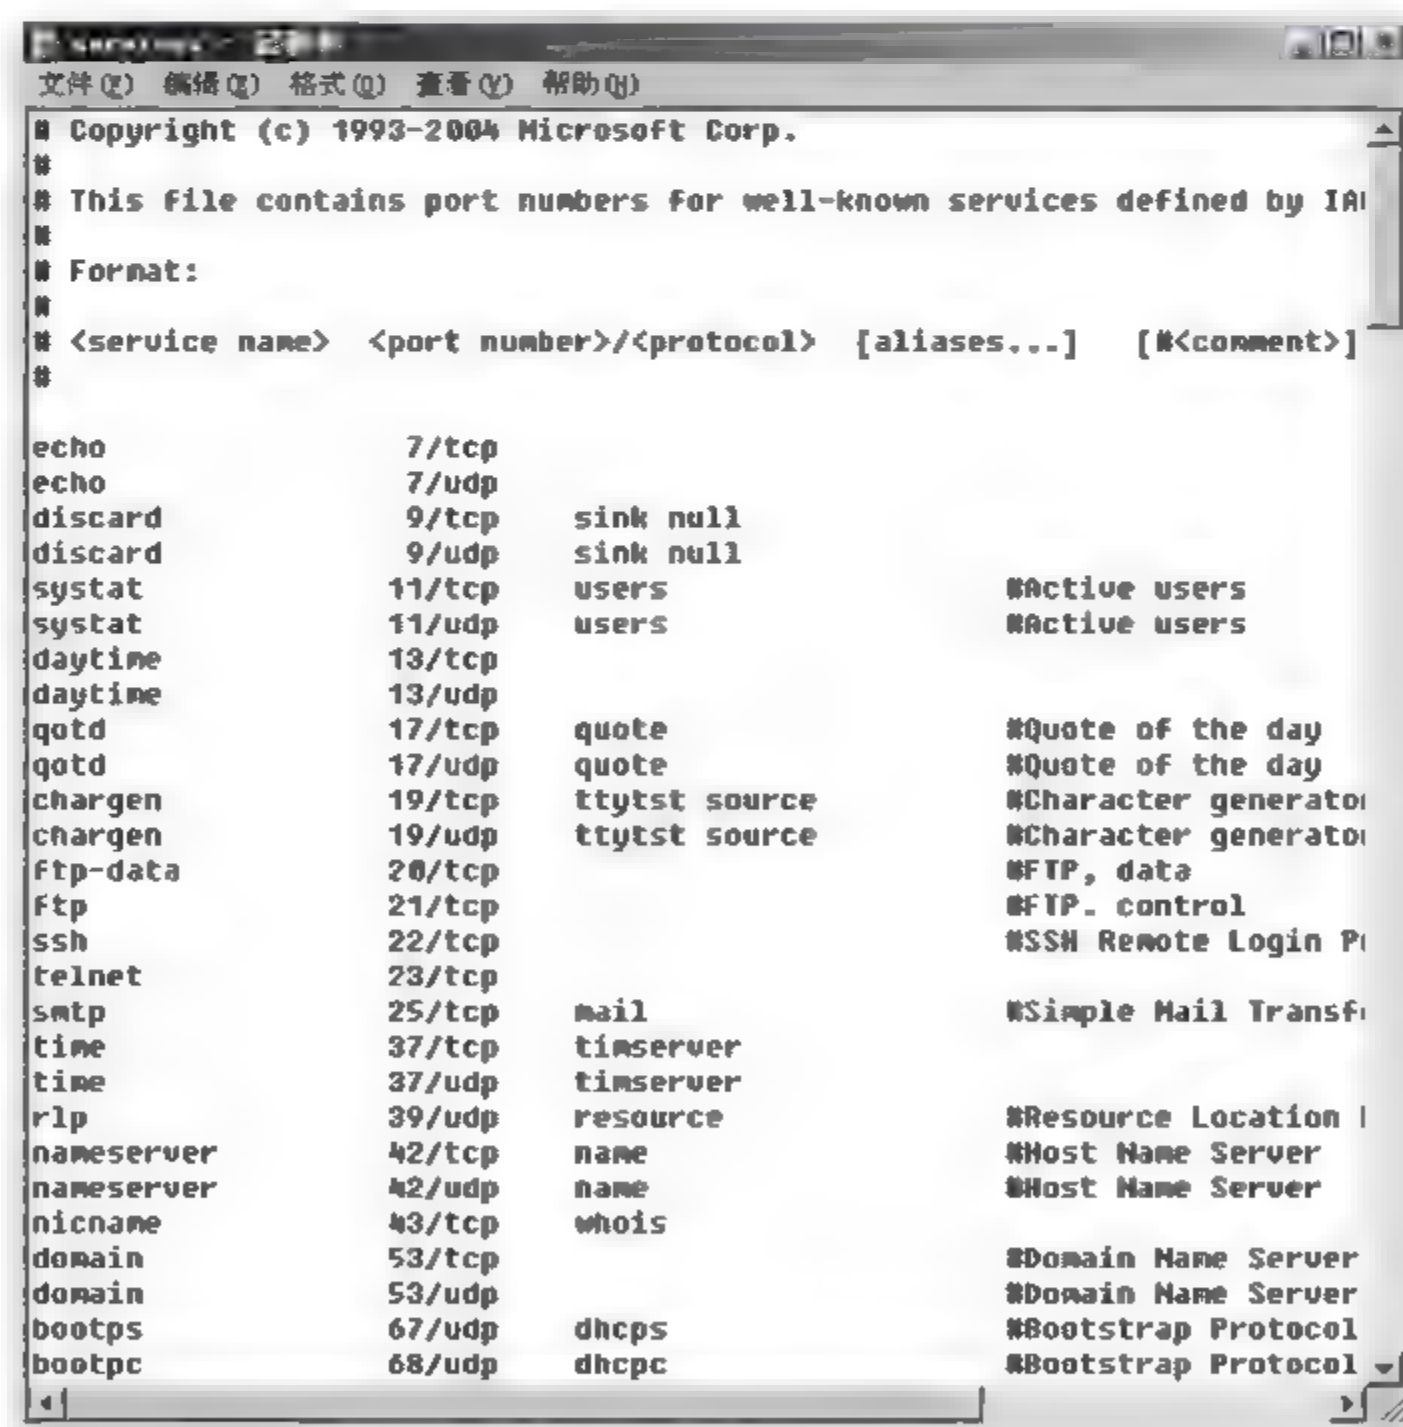 文件(F) 编辑(E) 格式(O) 查看(V) 帮助(H)
# Copyright (c) 1993-2004 Microsoft Corp.
#
# This file contains port numbers for well-known services defined by IA
#
# Format:
#
# <service name> <port number>/<protocol> [aliases...] [#<comment>]
#
echo 7/tcp
echo 7/udp
discard 9/tcp sink null
discard 9/udp sink null
systat 11/tcp users #Active users
systat 11/udp users #Active users
daytime 13/tcp
daytime 13/udp
qotd 17/tcp quote #Quote of the day
qotd 17/udp quote #Quote of the day
chargen 19/tcp ttytst source #Character generator
chargen 19/udp ttytst source #Character generator
ftp-data 20/tcp #FTP, data
ftp 21/tcp #FTP. control
ssh 22/tcp #SSH Remote Login P
telnet 23/tcp
smtp 25/tcp mail #Simple Mail Transf
time 37/tcp timserver
time 37/udp timserver
rlp 39/udp resource #Resource Location
nameserver 42/tcp name #Host Name Server
nameserver 42/udp name #Host Name Server
nicname 43/tcp whois
domain 53/tcp #Domain Name Server
domain 53/udp #Domain Name Server
bootps 67/udp dhcps #Bootstrap Protocol
bootpc 68/udp dhcpc #Bootstrap Protocol